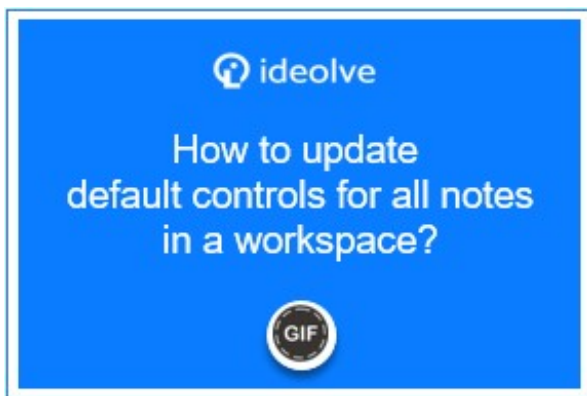 ideolve
How to update
default controls for all notes
in a workspace?
GIF